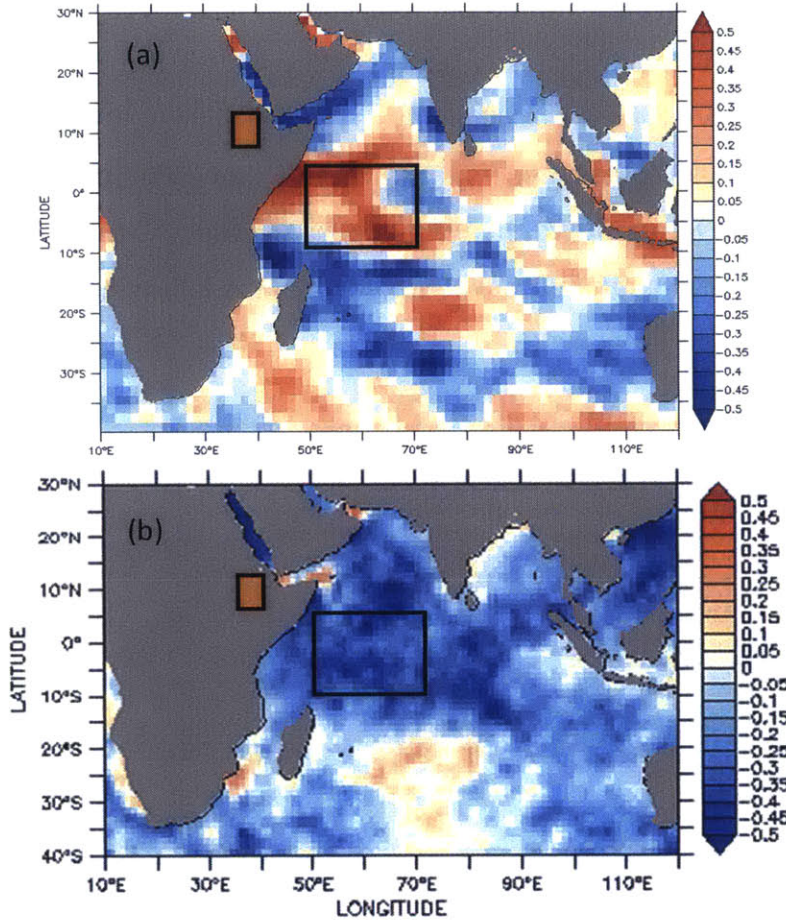 (a)
30°N
20°N
10°N
0°
10°S
20°S
30°S
LATITUDE
10°E 30°E 50°E 70°E 90°E 110°E
0.5
0.45
0.4
0.35
0.3
0.25
0.2
0.15
0.1
0.05
0
-0.05
-0.1
-0.15
-0.2
-0.25
-0.3
-0.35
-0.4
-0.45
-0.5
(b)
30°N
20°N
10°N
0°
10°S
20°S
30°S
40°S
LATITUDE
10°E 30°E 50°E 70°E 90°E 110°E
LONGITUDE
0.5
0.45
0.4
0.35
0.3
0.25
0.2
0.15
0.1
0.05
0
-0.05
-0.1
-0.15
-0.2
-0.25
-0.3
-0.35
-0.4
-0.45
-0.5